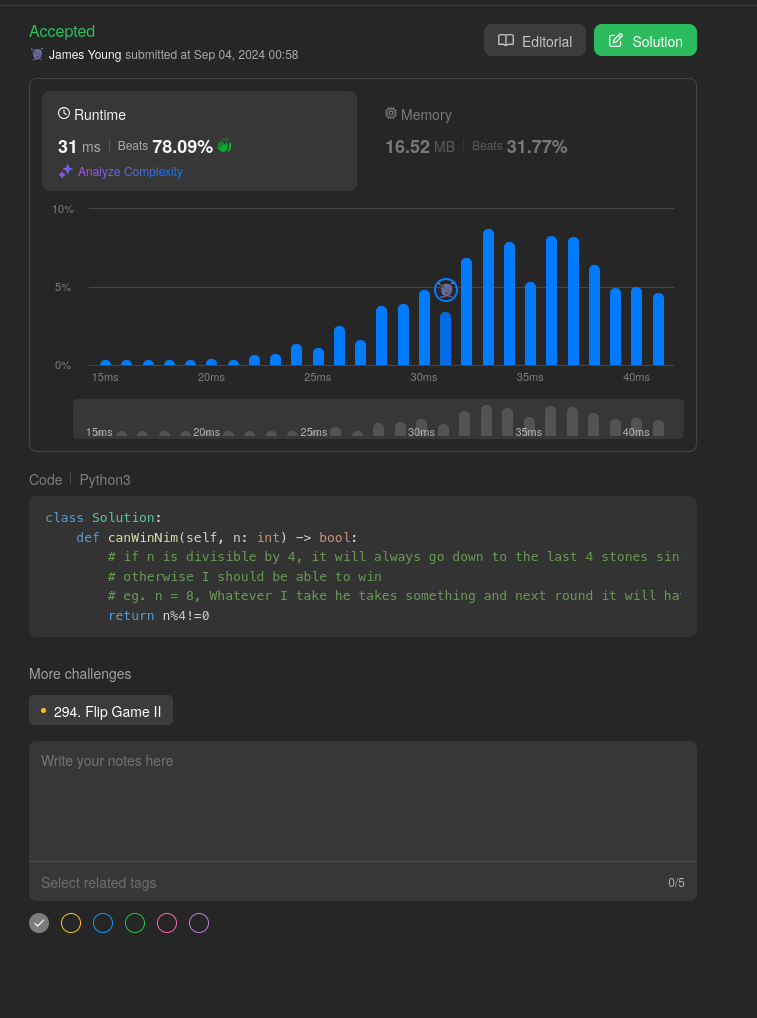 Accepted
James Young submitted at Sep 04, 2024 00:58
Editorial
Solution
Runtime
31 ms Beats 78.09%
Analyze Complexity
Memory
16.52 MB Beats 31.77%
10%
5%
0%
15ms 20ms 25ms 30ms 35ms 40ms
15ms 20ms 25ms 30ms 35ms 40ms
Code Python3
class Solution:
def canWinNim(self, n: int) -> bool:
# if n is divisible by 4, it will always go down to the last 4 stones sin
# otherwise I should be able to win
# eg. n = 8, Whatever I take he takes something and next round it will ha
return n%4!=0
More challenges
294. Flip Game II
Write your notes here
Select related tags 0/5